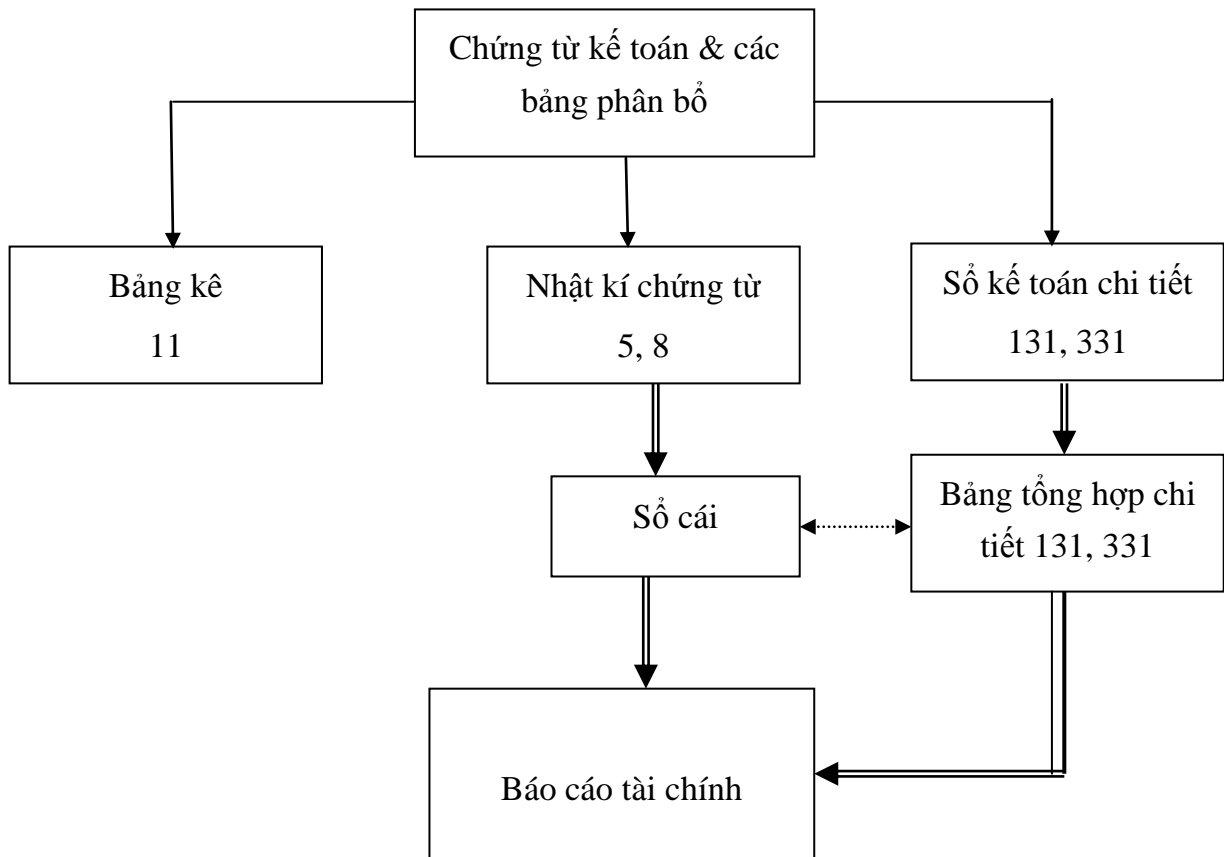 Chứng từ kế toán & các
bảng phân bổ
Bảng kê
11
Nhật kí chứng từ
5, 8
Sổ kế toán chi tiết
131, 331
Sổ cái
Bảng tổng hợp chi
tiết 131, 331
Báo cáo tài chính